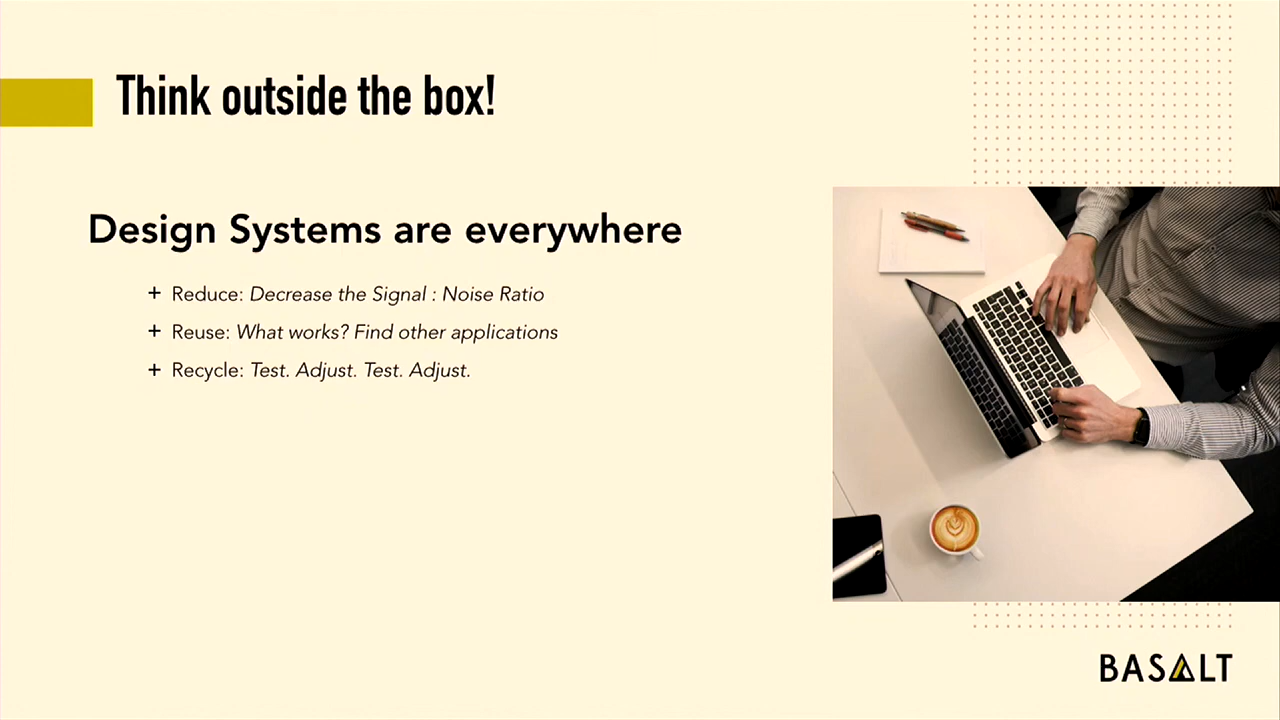 Think outside the box!
Design Systems are everywhere
+ Reduce: Decrease the Signal : Noise Ratio
+ Reuse: What works? Find other applications
+ Recycle: Test. Adjust. Test. Adjust.
BASALT